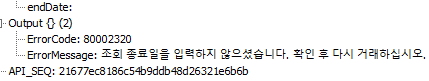 endDate:
Output {} (2)
ErrorCode: 80002320
ErrorMessage: 조회 종료일을 입력하지 않으셨습니다. 확인 후 다시 거래하십시오.
API_SEQ: 21677ec8186c54b9ddb48d26321e6b6b